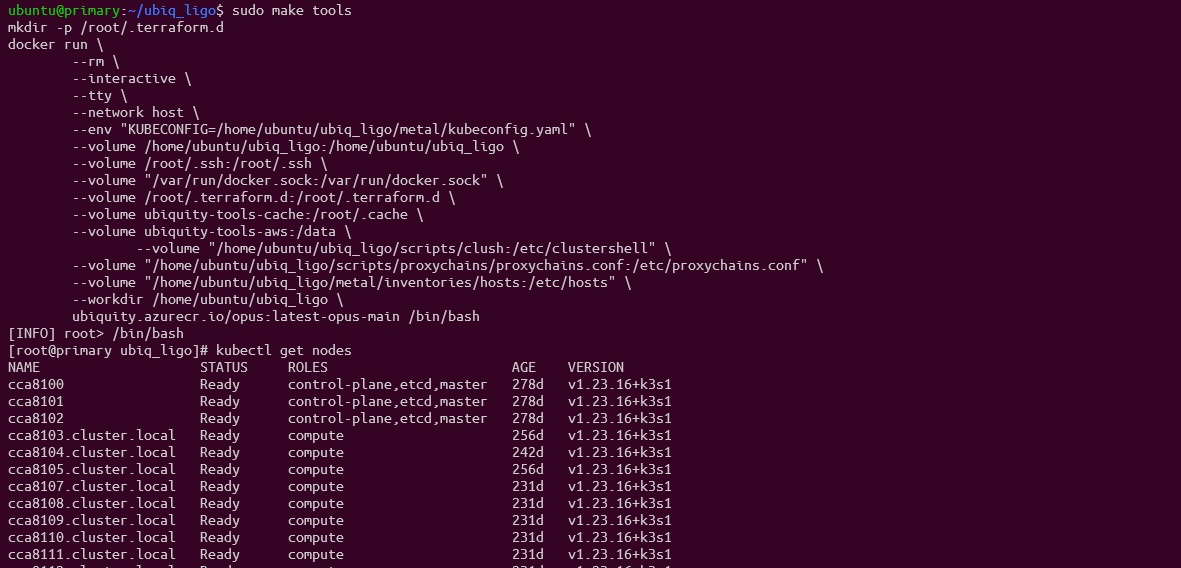 ubuntu@primary:~/ubiq_ligo$ sudo make tools
mkdir -p /root/.terraform.d
docker run \
        --rm \
        --interactive \
        --tty \
        --network host \
        --env "KUBECONFIG=/home/ubuntu/ubiq_ligo/metal/kubeconfig.yaml" \
        --volume /home/ubuntu/ubiq_ligo:/home/ubuntu/ubiq_ligo \
        --volume /root/.ssh:/root/.ssh \
        --volume "/var/run/docker.sock:/var/run/docker.sock" \
        --volume /root/.terraform.d:/root/.terraform.d \
        --volume ubiquity-tools-cache:/root/.cache \
        --volume ubiquity-tools-aws:/data \
                --volume "/home/ubuntu/ubiq_ligo/scripts/clush:/etc/clustershell" \
        --volume "/home/ubuntu/ubiq_ligo/scripts/proxychains/proxychains.conf:/etc/proxychains.conf" \
        --volume "/home/ubuntu/ubiq_ligo/metal/inventories/hosts:/etc/hosts" \
        --workdir /home/ubuntu/ubiq_ligo \
        ubiquity.azurecr.io/opus:latest-opus-main /bin/bash
[INFO] root> /bin/bash
[root@primary ubiq_ligo]# kubectl get nodes
NAME                    STATUS     ROLES                       AGE    VERSION
cca8100                 Ready      control-plane,etcd,master   278d   v1.23.16+k3s1
cca8101                 Ready      control-plane,etcd,master   278d   v1.23.16+k3s1
cca8102                 Ready      control-plane,etcd,master   278d   v1.23.16+k3s1
cca8103.cluster.local   Ready      compute                     256d   v1.23.16+k3s1
cca8104.cluster.local   Ready      compute                     242d   v1.23.16+k3s1
cca8105.cluster.local   Ready      compute                     256d   v1.23.16+k3s1
cca8107.cluster.local   Ready      compute                     231d   v1.23.16+k3s1
cca8108.cluster.local   Ready      compute                     231d   v1.23.16+k3s1
cca8109.cluster.local   Ready      compute                     231d   v1.23.16+k3s1
cca8110.cluster.local   Ready      compute                     231d   v1.23.16+k3s1
cca8111.cluster.local   Ready      compute                     231d   v1.23.16+k3s1